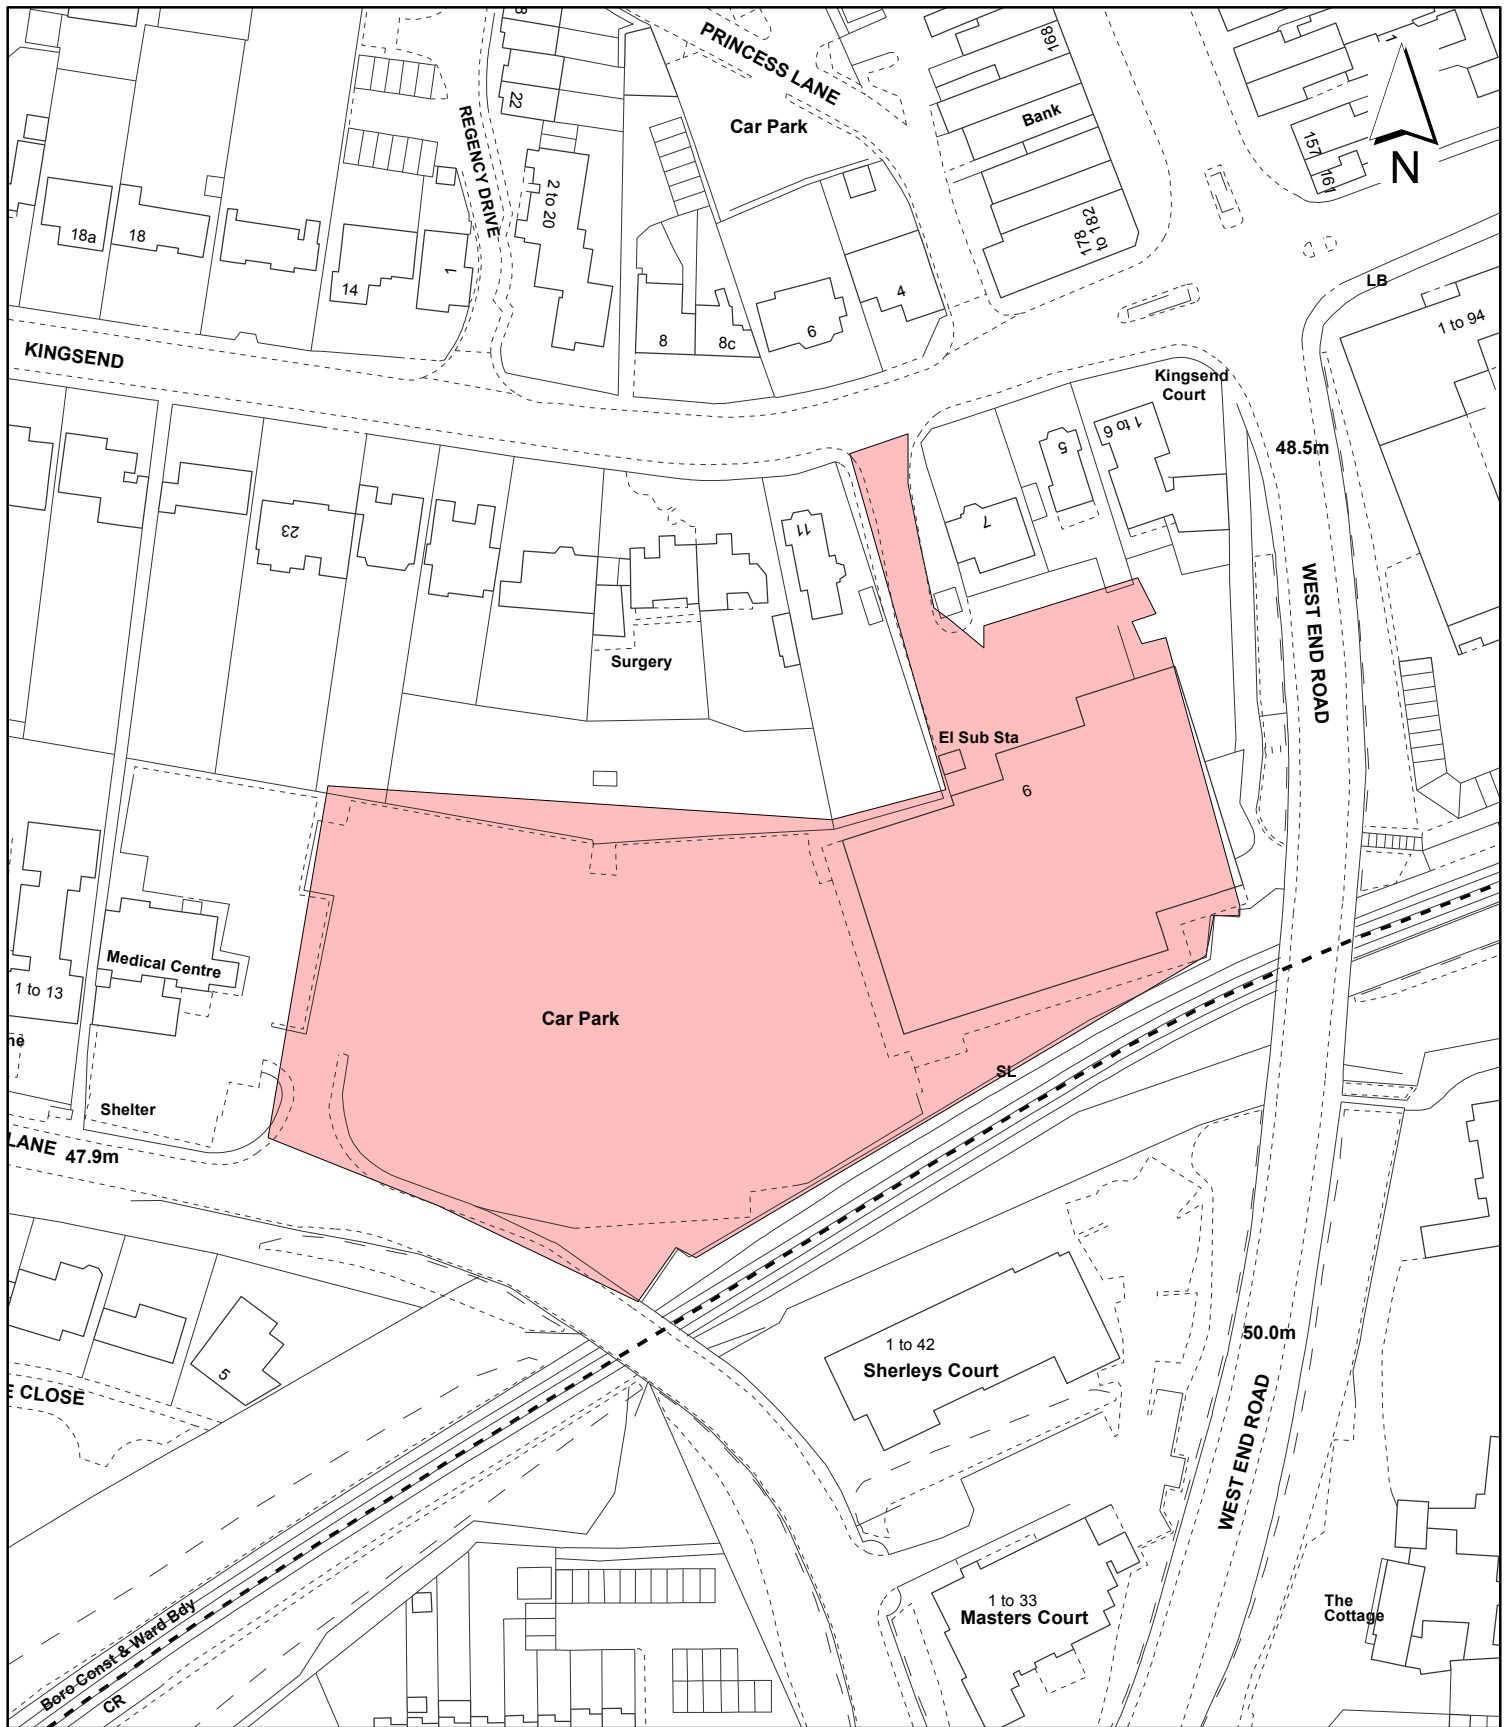 PRINCESS LANE
168
1
22
Car Park
Bank
REGENCY DRIVE
157
161
N
2 to 20
18a
18
14
1
178
to 182
LB
4
6
8
8c
1 to 94
KINGSEND
Kingsend
Court
1 to 6
5
48.5m
23
11
7
WEST END ROAD
Surgery
El Sub Sta
6
Medical Centre
1 to 13
Car Park
SL
Shelter
LANE
47.9m
50.0m
1 to 42
Sherleys Court
5
E CLOSE
WEST END ROAD
1 to 33
Masters Court
The
Cottage
Boro Const & Ward Bdy
CR